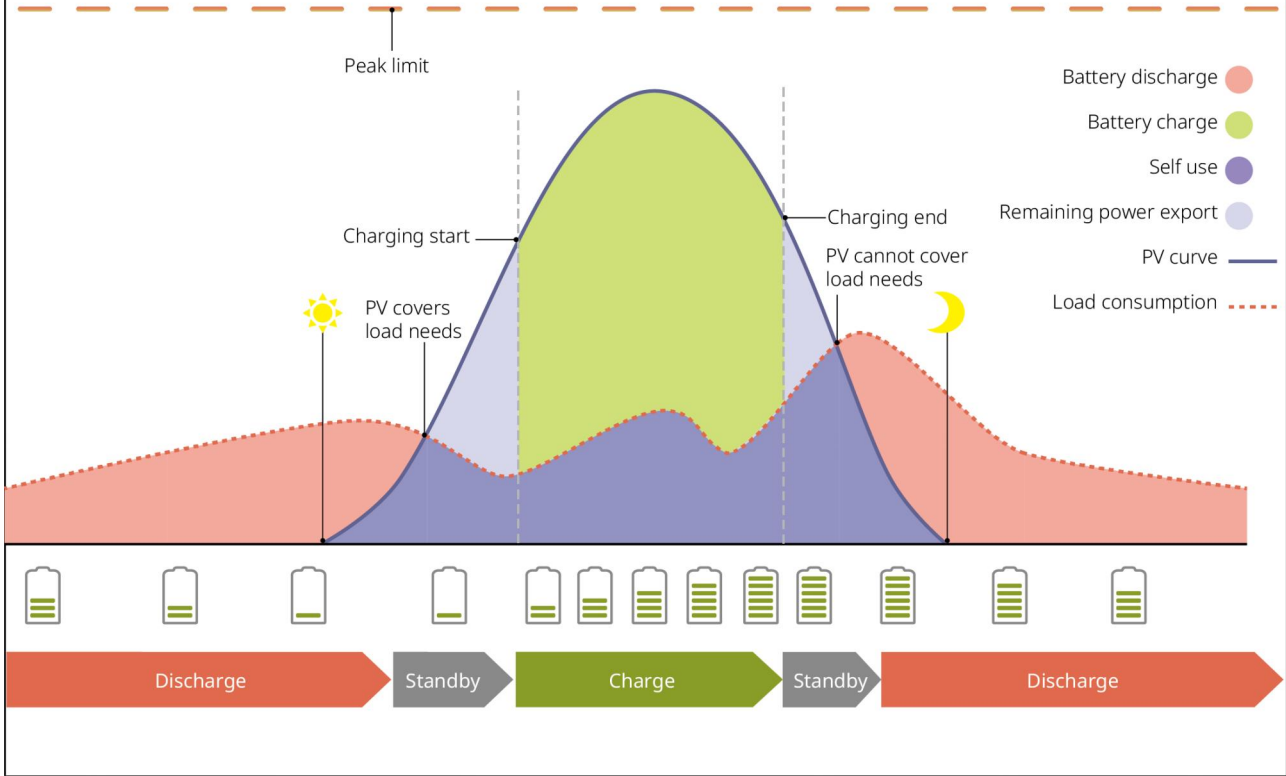 Peak limit
Battery discharge
Battery charge
Self use
Remaining power export
PV curve
Load consumption
Charging start
Charging end
PV cannot cover
load needs
PV covers
load needs
Discharge
Standby
Charge
Standby
Discharge